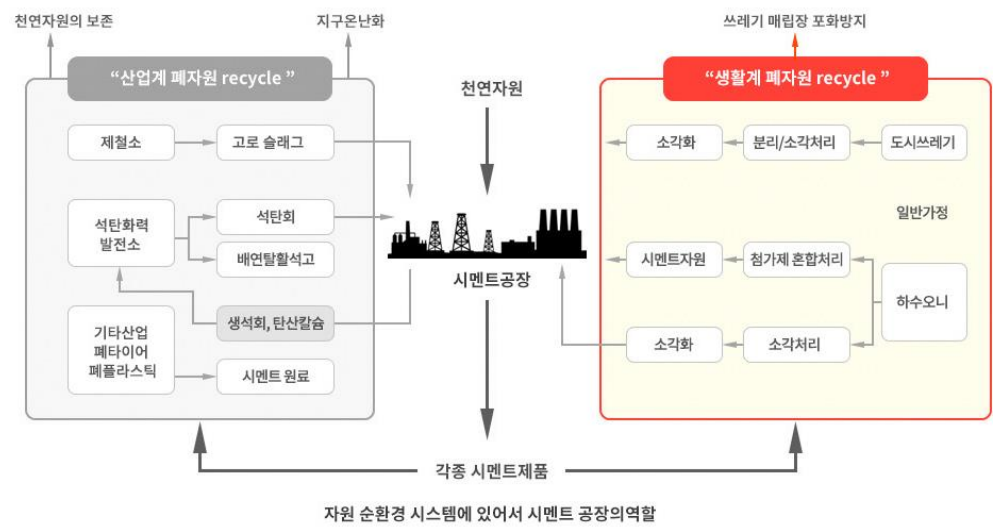 천연자원의 보존
지구온난화
쓰레기 매립장 포화방지
“산업계 폐자원 recycle ”
천연자원
“생활계 폐자원 recycle ”
제철소
고로 슬래그
소각화
분리/소각처리
도시쓰레기
석탄화력
발전소
석탄회
배연탈활석고
일반가정
시멘트공장
시멘트자원
첨가제 혼합처리
하수오니
생석회, 탄산칼슘
기타산업
폐타이어
폐플라스틱
시멘트 원료
소각화
소각처리
각종 시멘트제품
자원 순환경 시스템에 있어서 시멘트 공장의역할